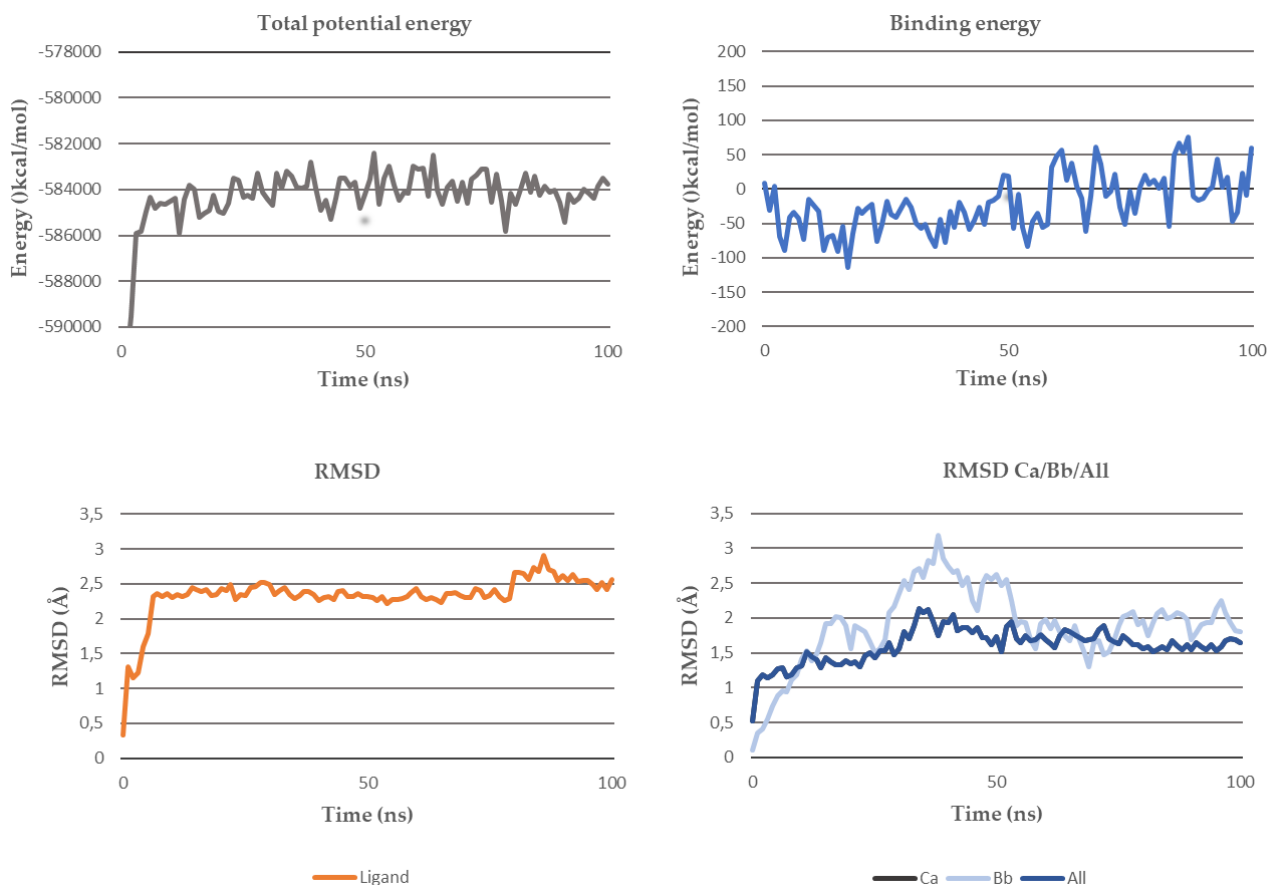 Total potential energy
-578000
-580000
-582000
-584000
-586000
-588000
-590000
Energy ()kcal/mol)
0
50
100
Time (ns)
Binding energy
200
150
100
50
0
-50
-100
-150
-200
Energy ()kcal/mol)
0
50
100
Time (ns)
RMSD
3,5
3
2,5
2
1,5
1
0,5
0
RMSD (Å)
0
50
100
Time (ns)
Ligand
RMSD Ca/Bb/All
3,5
3
2,5
2
1,5
1
0,5
0
RMSD (Å)
0
50
100
Time (ns)
Ca
Bb
All